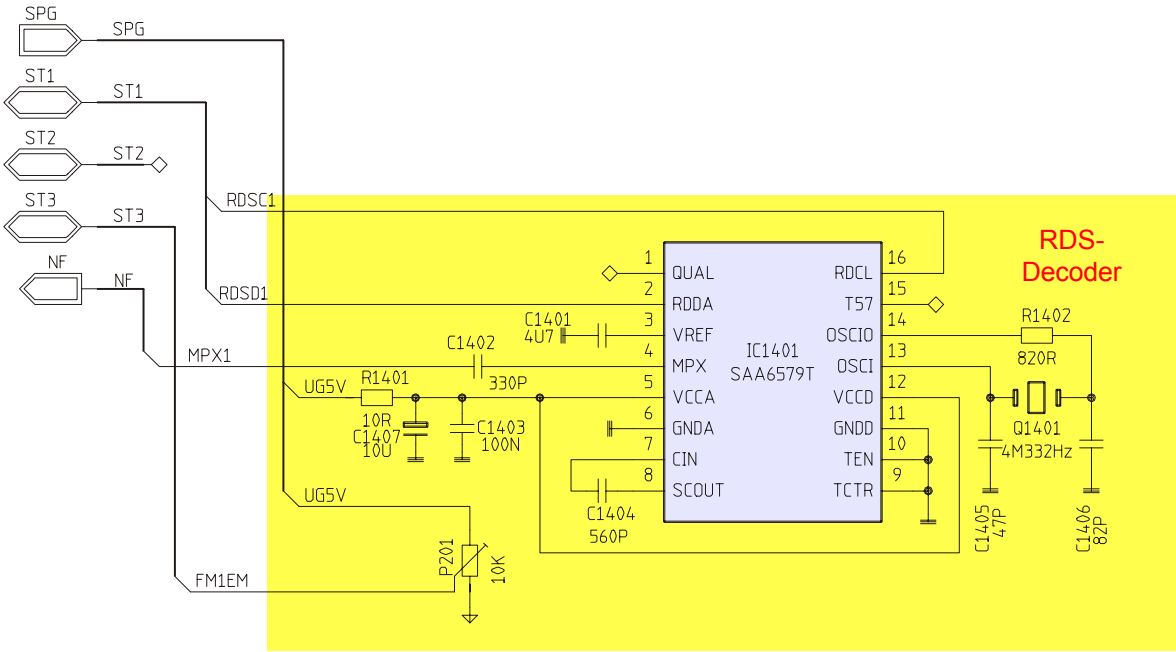 SPG
SPG
ST1
ST1
ST2
ST2
ST3
ST3
NF
NF
RDSC1
RDSD1
MPX1
UG5V
UG5V
FM1EM
RDS-
Decoder
C1401
4U7
C1402
330P
R1401
10R
C1407
10U
C1403
100N
C1404
560P
P201
10K
1
QUAL
2
RDDA
3
VREF
4
MPX
5
VCCA
6
GNDA
7
CIN
8
SCOUT
IC1401
SAA6579T
16
RDCL
15
T57
14
OSCIO
13
OSCI
12
VCCD
11
GNDD
10
TEN
9
TCTR
R1402
820R
Q1401
4M332Hz
C1405
47P
C1406
82P